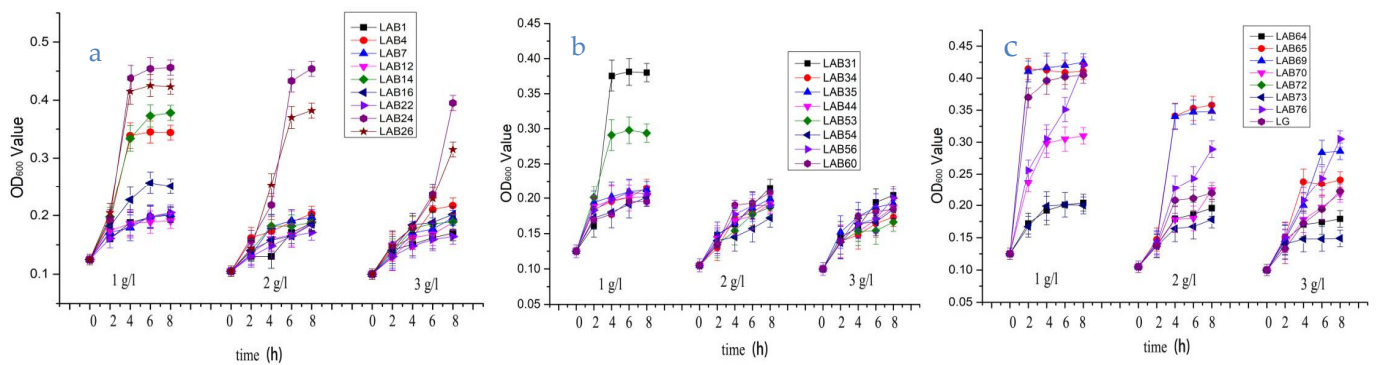 a
OD600 Value
0.5
0.4
0.3
0.2
0.1
LAB1
LAB4
LAB7
LAB12
LAB14
LAB16
LAB22
LAB24
LAB26
1 g/l
2 g/l
3 g/l
0 2 4 6 8 0 2 4 6 8 0 2 4 6 8
time (h)
b
OD600 Value
0.45
0.40
0.35
0.30
0.25
0.20
0.15
0.10
0.05
LAB31
LAB34
LAB35
LAB44
LAB53
LAB54
LAB56
LAB60
1 g/l
2 g/l
3 g/l
0 2 4 6 8 0 2 4 6 8 0 2 4 6 8
time (h)
c
OD600 Value
0.45
0.40
0.35
0.30
0.25
0.20
0.15
0.10
0.05
LAB64
LAB65
LAB69
LAB70
LAB72
LAB73
LAB76
LG
1 g/l
2 g/l
3 g/l
0 2 4 6 8 0 2 4 6 8 0 2 4 6 8
time (h)